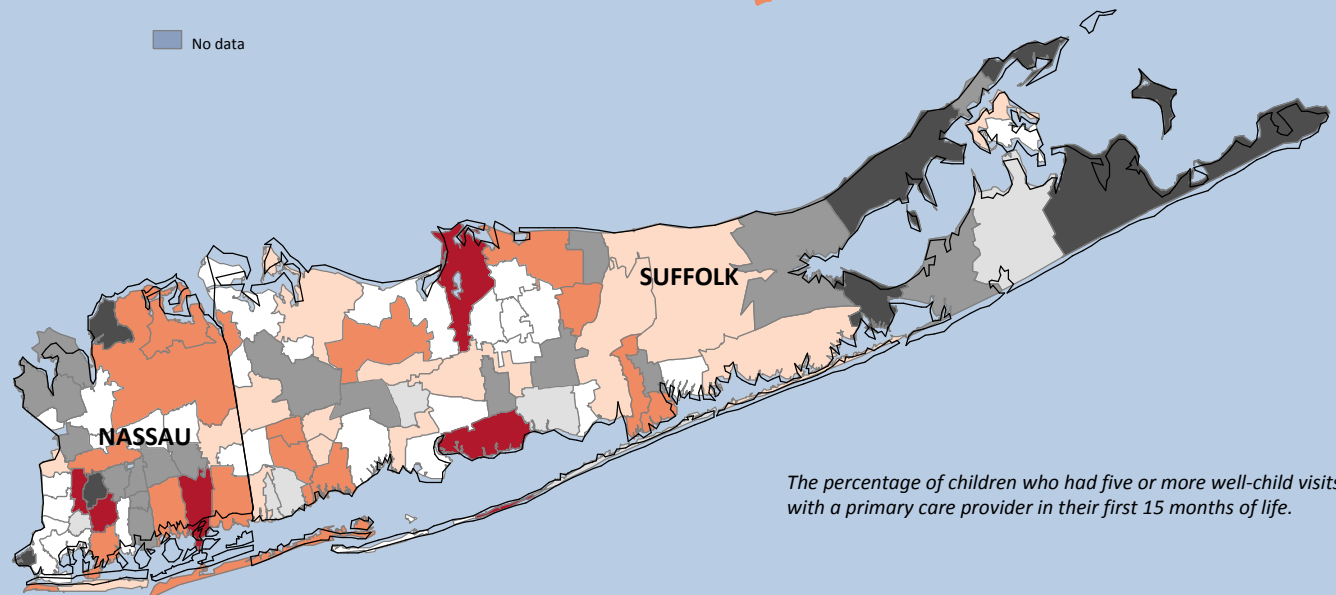 No data
SUFFOLK
NASSAU
The percentage of children who had five or more well-child visits
with a primary care provider in their first 15 months of life.